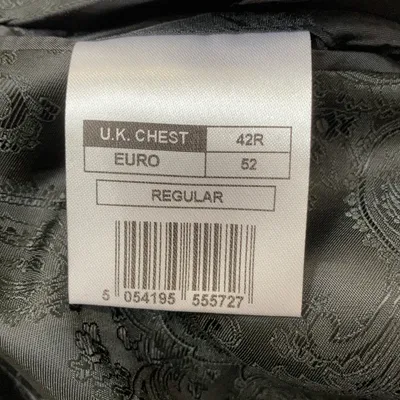 U.K. CHEST 42R
EURO 52
REGULAR
5 054195 555727